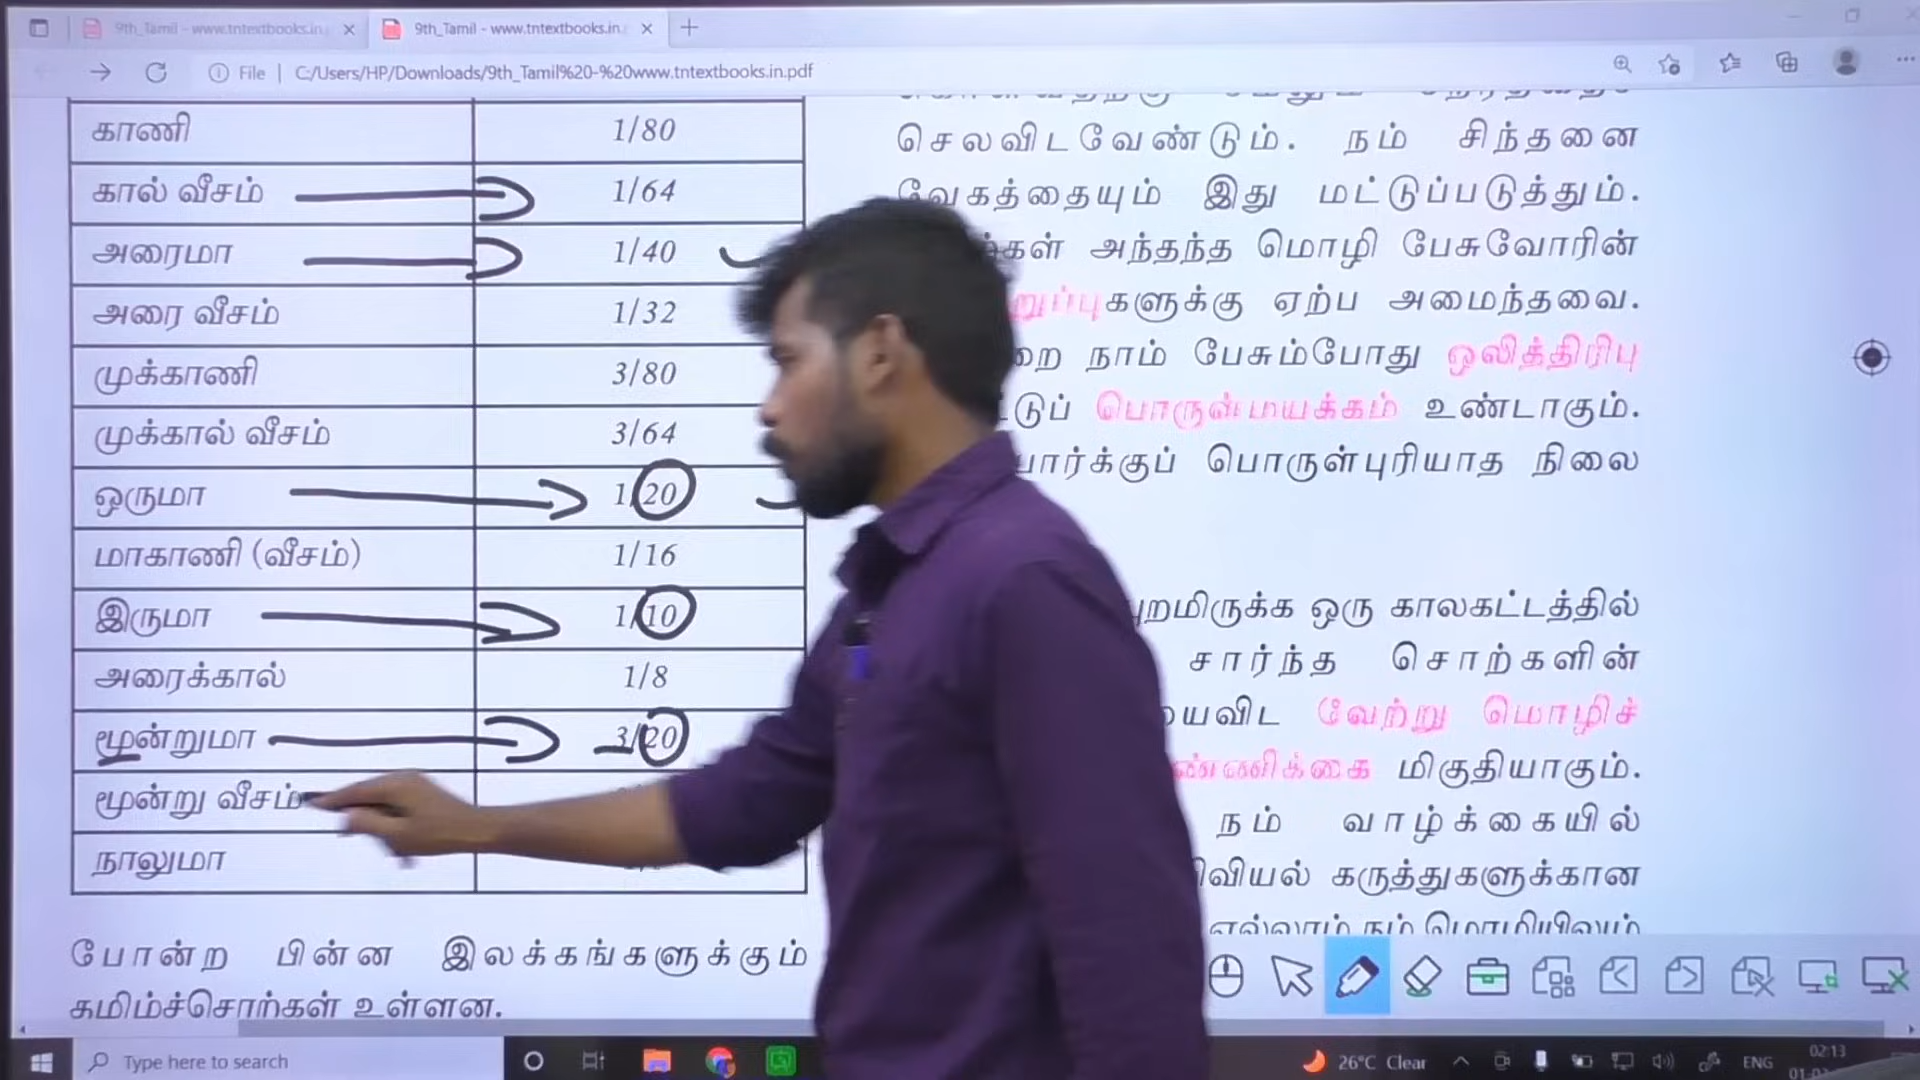 9th_Tamil - www.tntextbooks.in
9th_Tamil - www.tntextbooks.in
File | C:/Users/HP/Downloads/9th_Tamil%20-%20www.tntextbooks.in.pdf
காணி 1/80
கால் வீசம் 1/64
அரைமா 1/40
அரை வீசம் 1/32
முக்காணி 3/80
முக்கால் வீசம் 3/64
ஒருமா 1/20
மாகாணி (வீசம்) 1/16
இருமா 1/10
அரைக்கால் 1/8
மூன்றுமா 3/20
மூன்று வீசம்
நாலுமா
போன்ற பின்ன இலக்கங்களுக்கும்
தமிழ்ச்சொற்கள் உள்ளன.
செலவிடவேண்டும். நம் சிந்தனை
வேகத்தையும் இது மட்டுப்படுத்தும்.
அந்தந்த மொழி பேசுவோரின்
களுக்கு ஏற்ப அமைந்தவை.
நாம் பேசும்போது ஒலித்திரிபு
பொருள்மயக்கம் உண்டாகும்.
பொருள்புரியாத நிலை
ஒரு காலகட்டத்தில்
சார்ந்த சொற்களின்
வேற்று மொழிச்
மிகுதியாகும்.
நம் வாழ்க்கையில்
கருத்துகளுக்கான
எல்லாம் நம் மொழியிலும்
Type here to search
26°C Clear
ENG
02:13